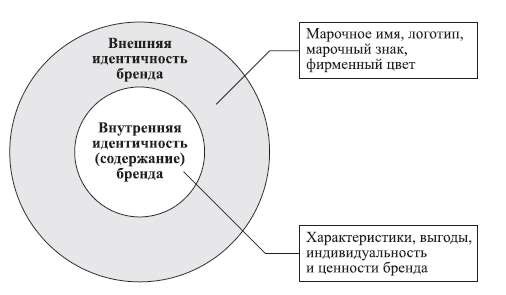 Внешняя
идентичность
бренда
Внутренняя
идентичность
(содержание)
бренда
Марочное имя, логотип,
марочный знак,
фирменный цвет
Характеристики, выгоды,
индивидуальность
и ценности бренда